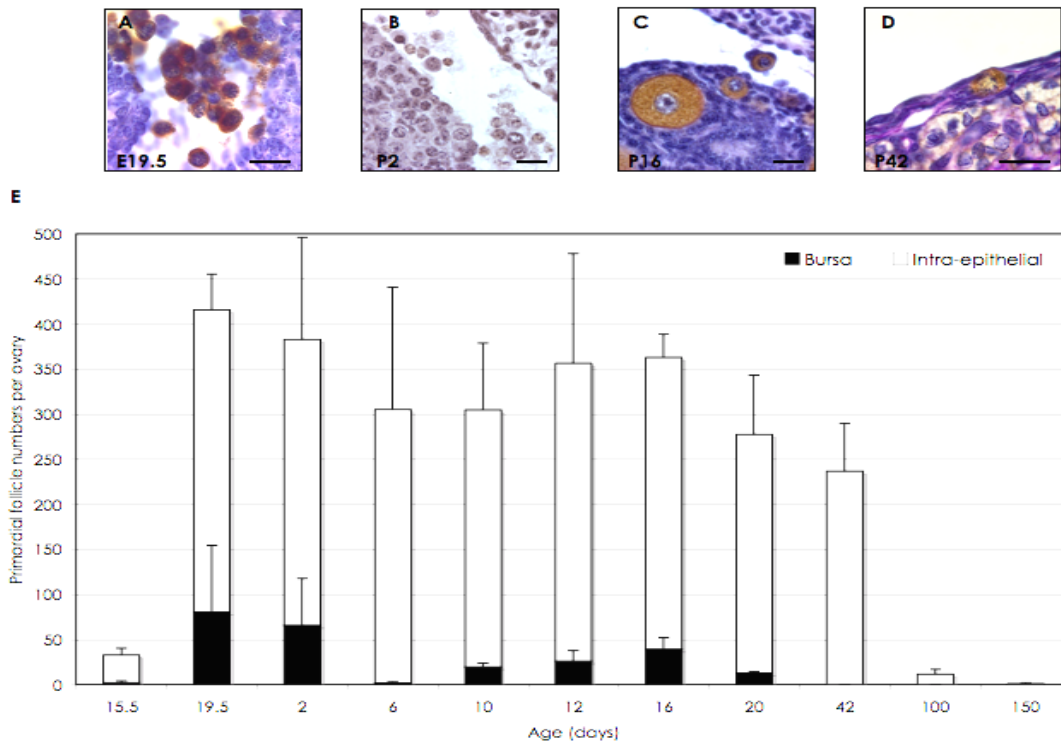 A
B
C
D
E19.5
P2
P16
P42
E
Primordial follicle numbers per ovary
500
450
400
350
300
250
200
150
100
50
0
Bursa
Intra-epithelial
15.5 19.5 2 6 10 12 16 20 42 100 150
Age (days)